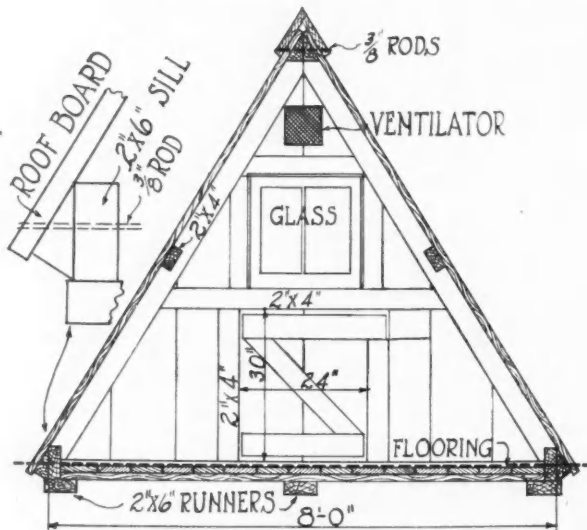 3/8 RODS
VENTILATOR
ROOF BOARD
2"X6" SILL
3/8 ROD
2"X4"
GLASS
2"X4"
2"X4"
30"
24"
FLOORING
2"X6" RUNNERS
8'-0"